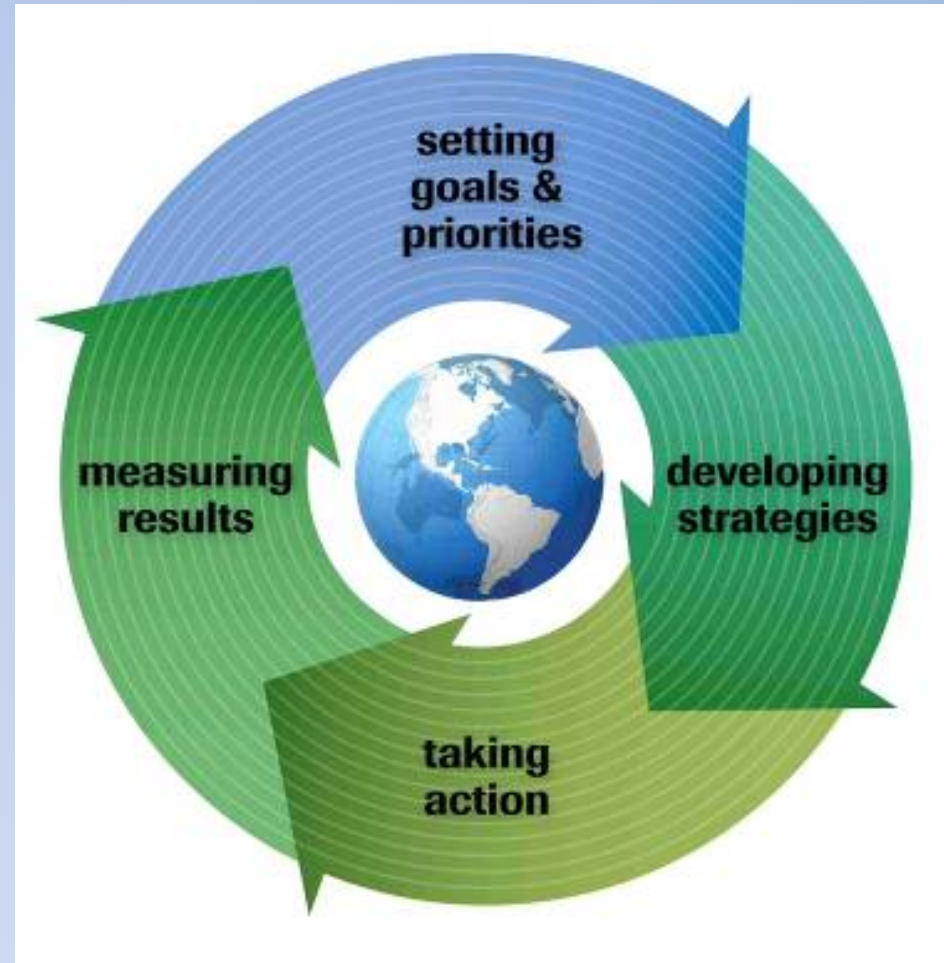 setting
goals &
priorities
developing
strategies
taking
action
measuring
results